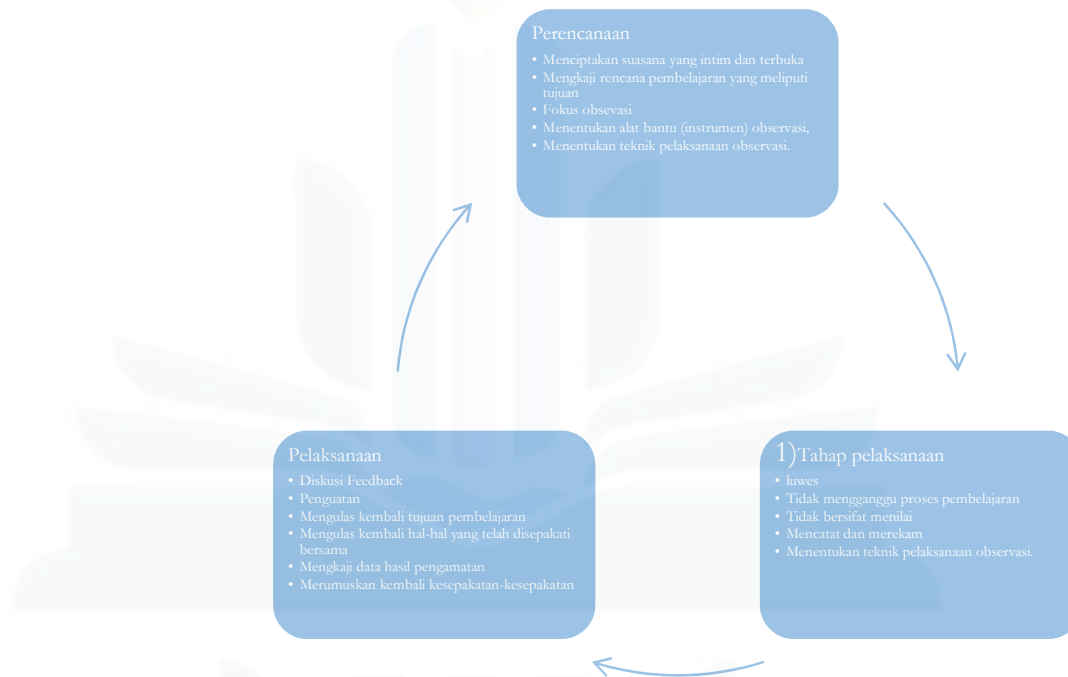 Perencanaan
• Menciptakan suasana yang intim dan terbuka
• Mengkaji rencana pembelajaran yang meliputi
tujuan
• Fokus obsevasi
• Menentukan alat bantu (instrumen) observasi,
• Menentukan teknik pelaksanaan observasi.
1)Tahap pelaksanaan
• luwes
• Tidak mengganggu proses pembelajaran
• Tidak bersifat menilai
• Mencatat dan merekam
• Menentukan teknik pelaksanaan observasi.
Pelaksanaan
• Diskusi Feedback
• Penguatan
• Mengulas kembali tujuan pembelajaran
• Mengulas kembali hal-hal yang telah disepakati
bersama
• Mengkaji data hasil pengamatan
• Merumuskan kembali kesepakatan-kesepakatan